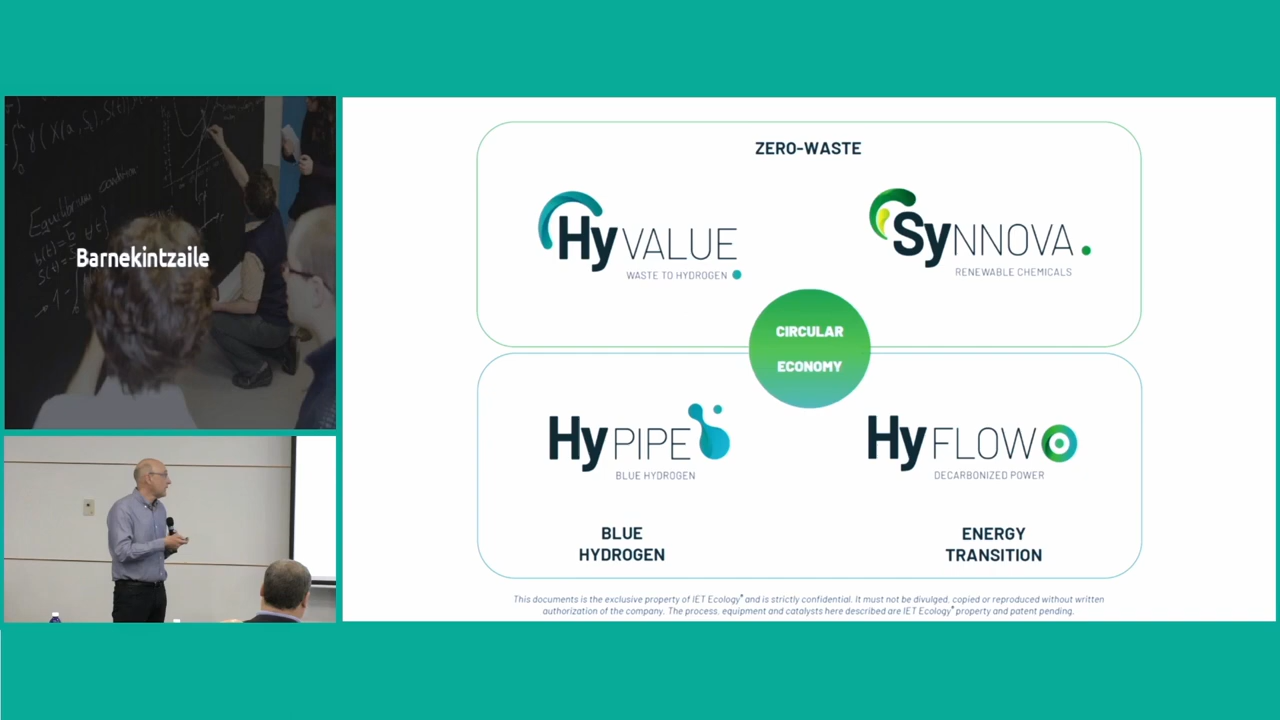 Barnekintzaile
Equilibrium condition
ZERO-WASTE
HyVALUE
WASTE TO HYDROGEN
SyNNOVA
RENEWABLE CHEMICALS
CIRCULAR
ECONOMY
HyPIPE
BLUE HYDROGEN
HyFLOW
DECARBONIZED POWER
BLUE
HYDROGEN
ENERGY
TRANSITION
This documents is the exclusive property of IET Ecology® and is strictly confidential. It must not be divulged, copied or reproduced without written
authorization of the company. The process, equipment and catalysts here described are IET Ecology® property and patent pending.